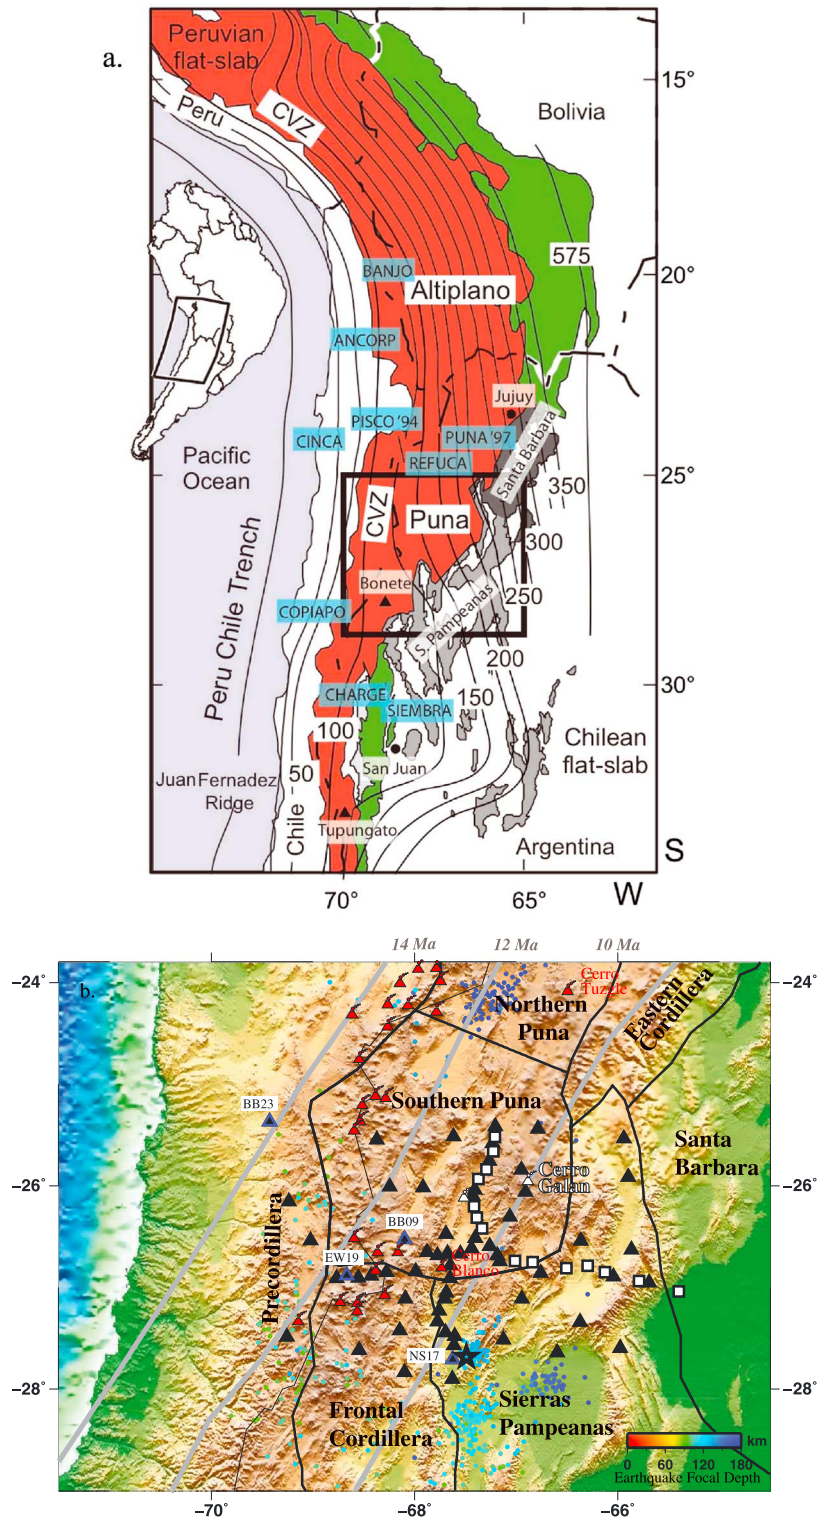 a.
Peruvian
flat-slab
15°
Peru
CVZ
Bolivia
575
20°
BANJO
Altiplano
ANCORP
Jujuy
PISCO '94
CINCA
PUNA '97
Santa Barbara
Pacific
Ocean
REFUCA
25°
350
CVZ
Puna
300
Bonete
250
COPIAPO
S. Pampeanas
Peru Chile Trench
200
30°
CHARGE
150
SIEMBRA
100
Chilean
flat-slab
San Juan
50
Juan Fernadez
Ridge
Chile
Tupungato
Argentina
S
70°
65°
W
14 Ma
12 Ma
10 Ma
b.
−24°
−24°
Cerro
Tuzgle
Northern
Puna
Eastern
Cordillera
BB23
Southern Puna
Santa
Barbara
Cerro
Galan
−26°
−26°
Precordillera
BB09
EW19
Cerro
Blanco
NS17
−28°
−28°
Frontal
Cordillera
Sierras
Pampeanas
km
0
60
120
180
Earthquake Focal Depth
−70°
−68°
−66°